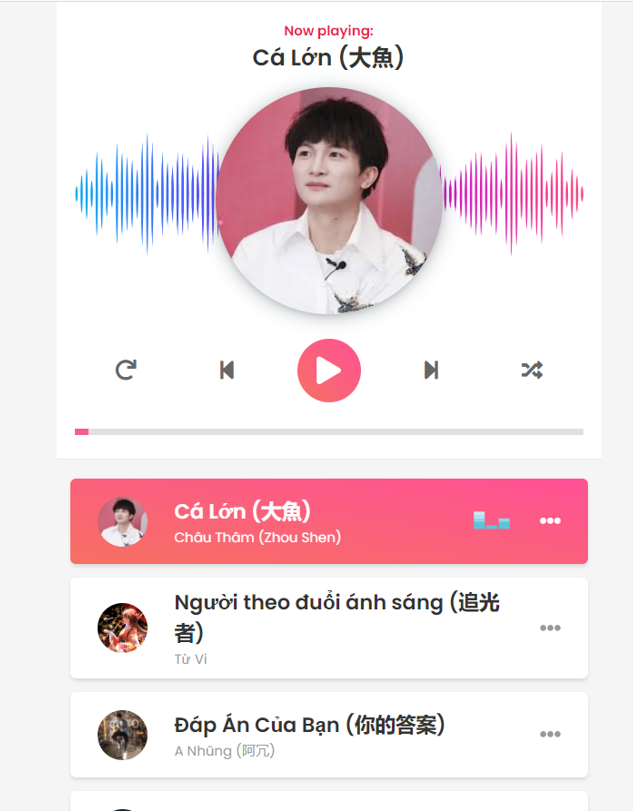 Now playing:
Cá Lớn (大魚)
Cá Lớn (大魚)
Châu Thâm (Zhou Shen)
Người theo đuổi ánh sáng (追光
者)
Từ Vi
Đáp Án Của Bạn (你的答案)
A Nhũng (阿冗)